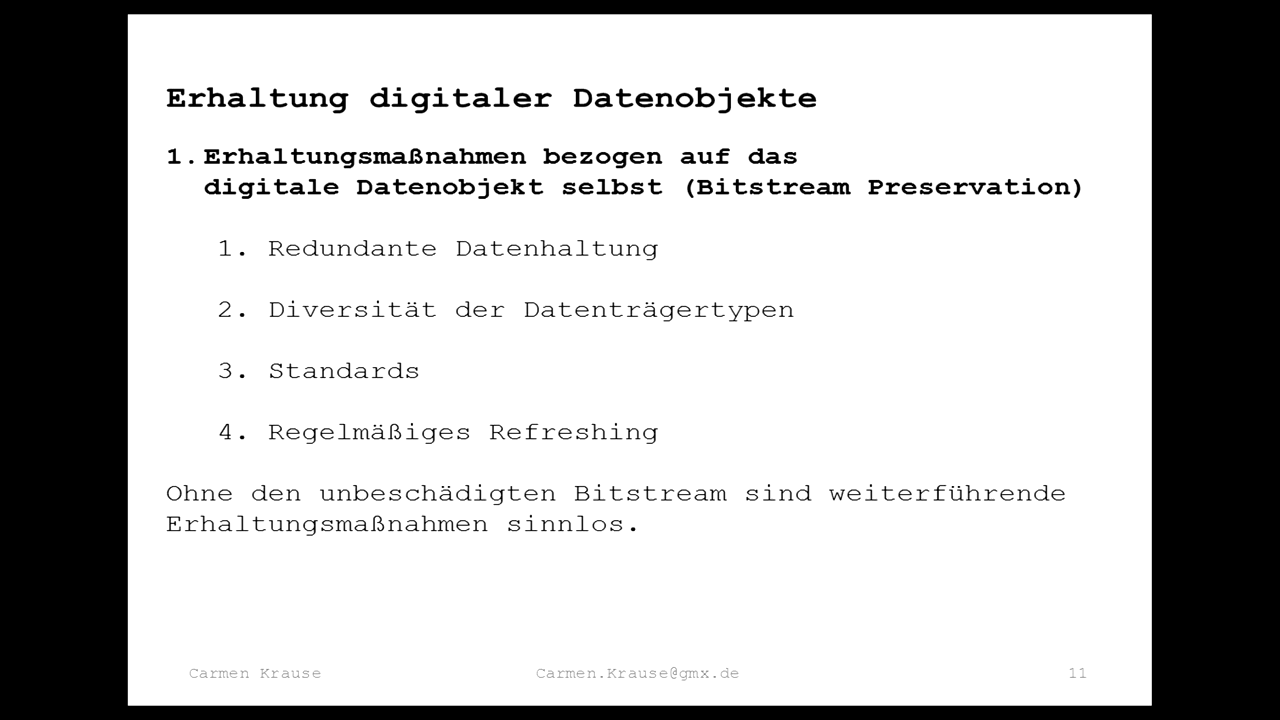 Erhaltung digitaler Datenobjekte
1. Erhaltungsmaßnahmen bezogen auf das
digitale Datenobjekt selbst (Bitstream Preservation)
1. Redundante Datenhaltung
2. Diversität der Datenträgertypen
3. Standards
4. Regelmäßiges Refreshing
Ohne den unbeschädigten Bitstream sind weiterführende
Erhaltungsmaßnahmen sinnlos.
Carmen Krause Carmen.Krause@gmx.de 11